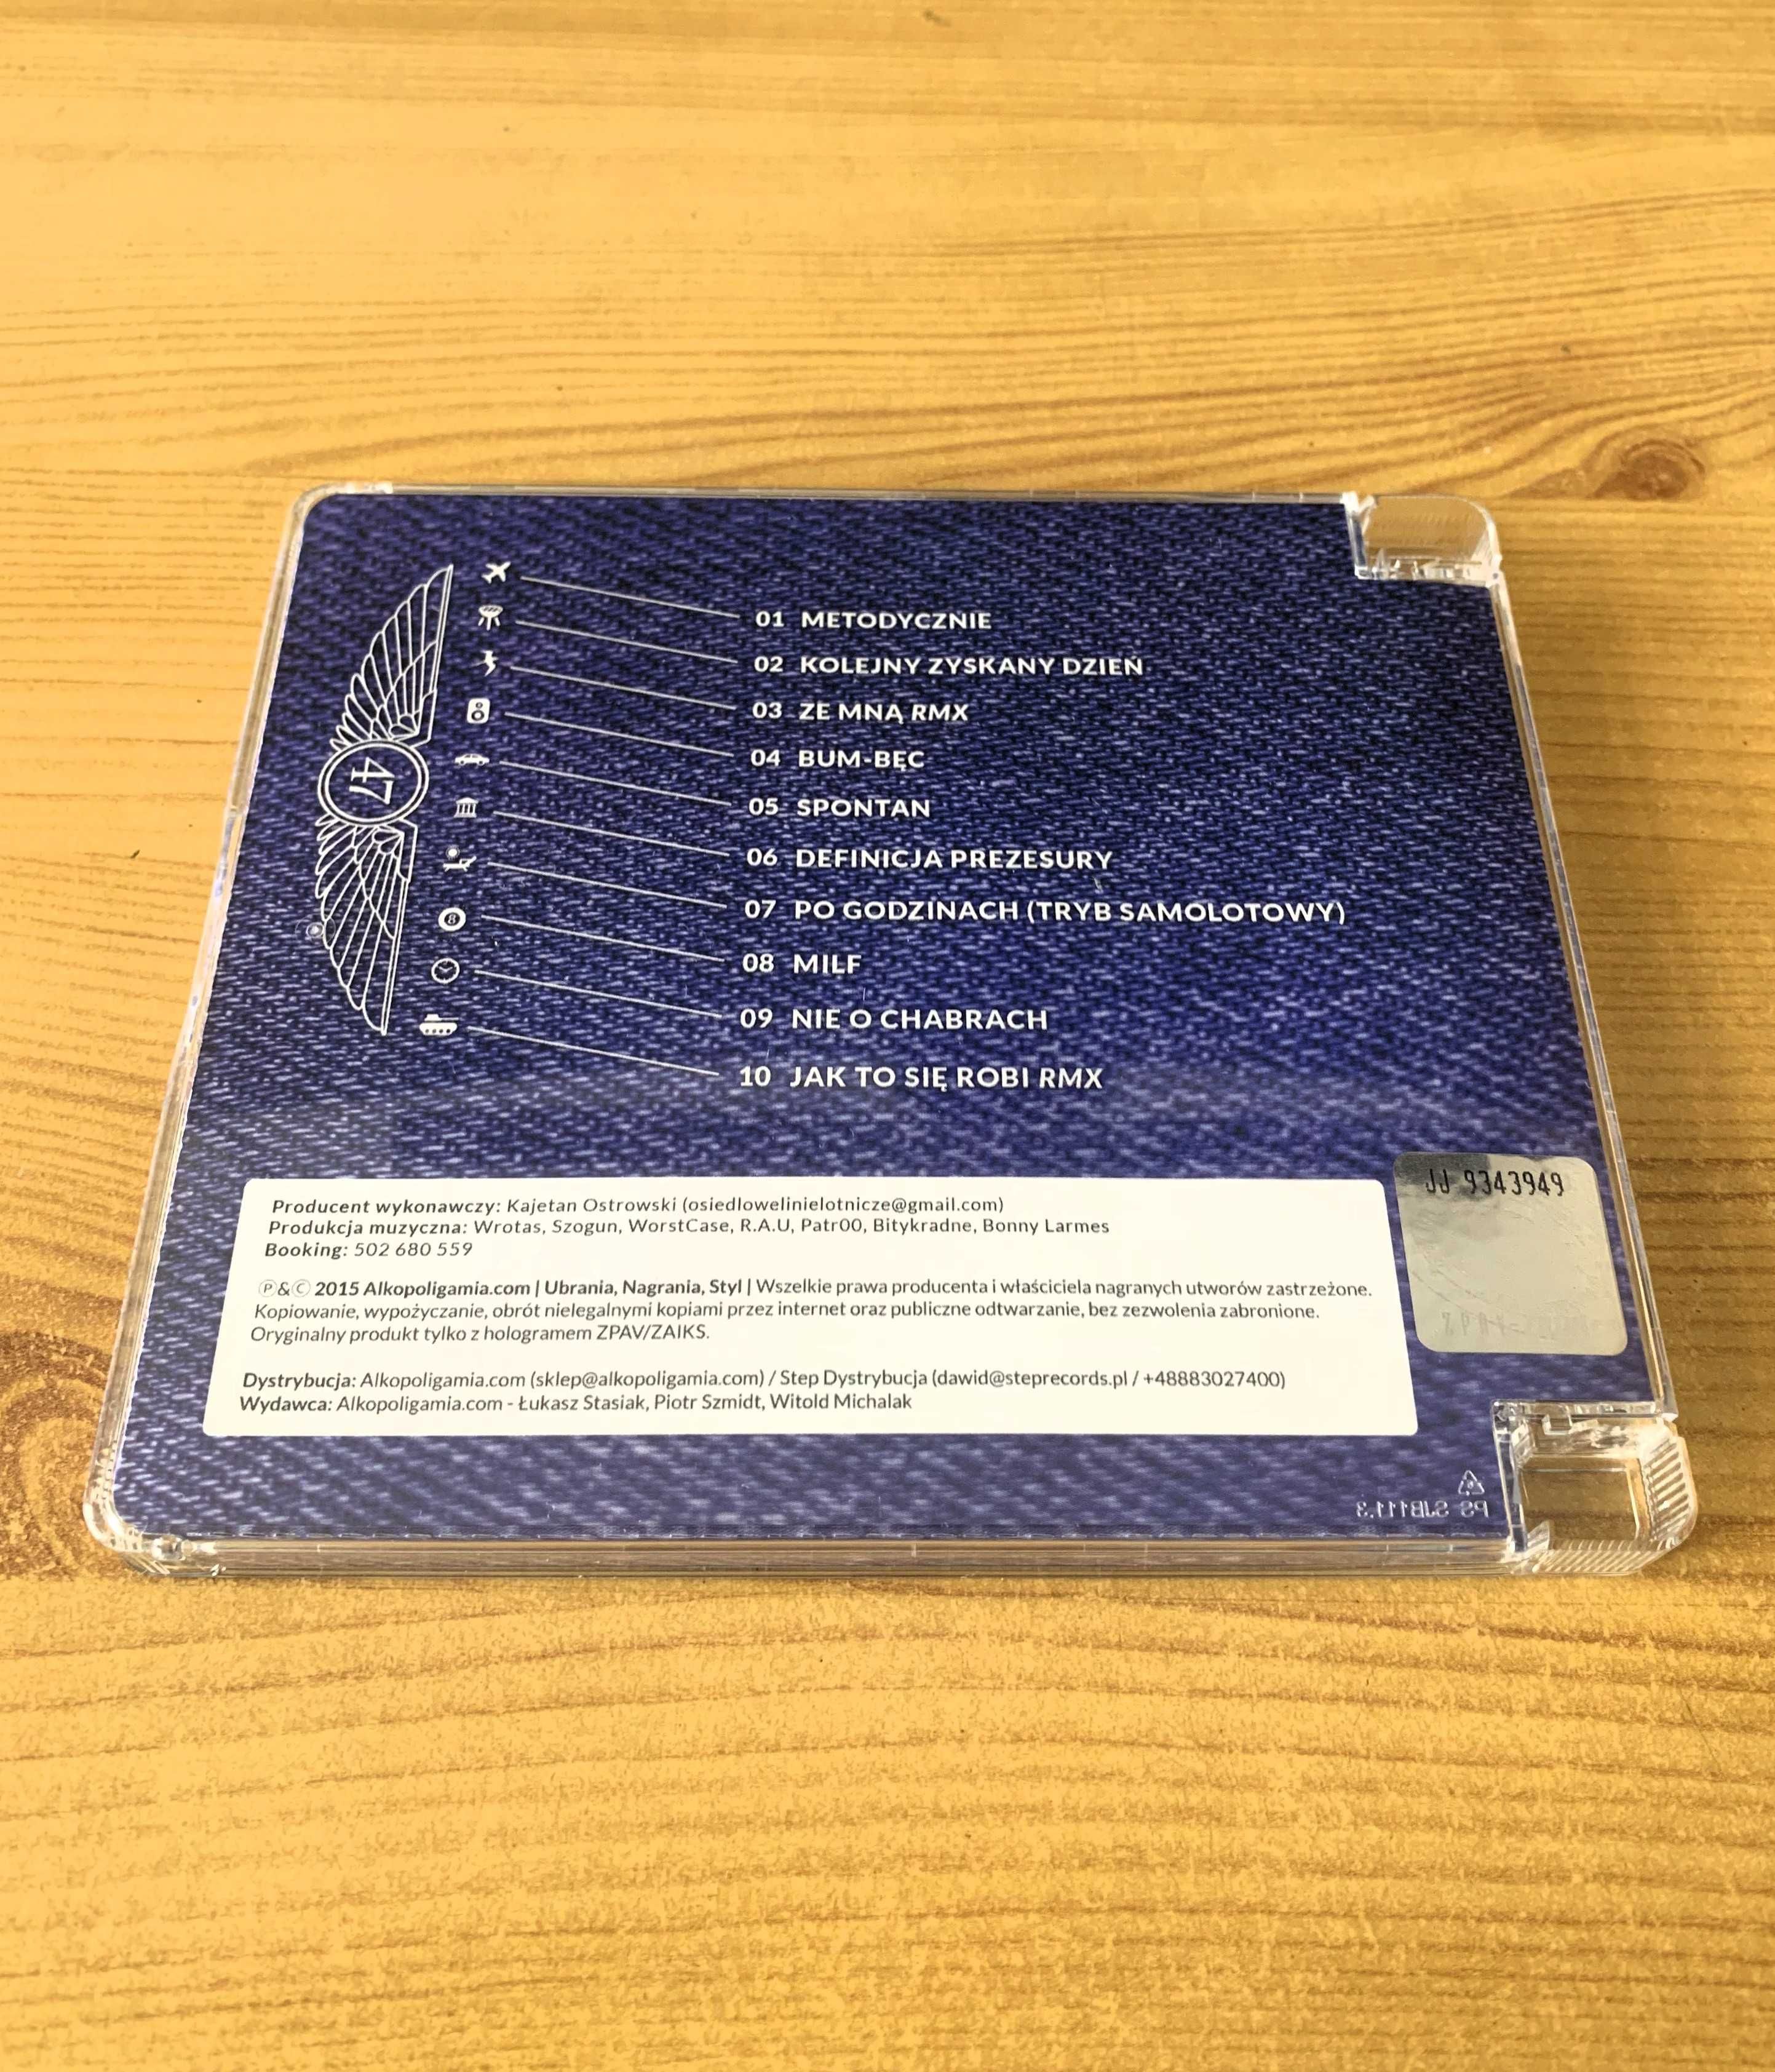 47
01 METODYCZNIE
02 KOLEJNY ZYSKANY DZIEŃ
03 ZE MNĄ RMX
04 BUM-BĘC
05 SPONTAN
06 DEFINICJA PREZESURY
07 PO GODZINACH (TRYB SAMOLOTOWY)
8
08 MILF
09 NIE O CHABRACH
10 JAK TO SIĘ ROBI RMX
Producent wykonawczy: Kajetan Ostrowski (osiedlowelinielotnicze@gmail.com)
Produkcja muzyczna: Wrotas, Szogun, WorstCase, R.A.U, Patr00, Bitykradne, Bonny Larmes
Booking: 502 680 559
Ⓟ&Ⓒ 2015 Alkopoligamia.com | Ubrania, Nagrania, Styl | Wszelkie prawa producenta i właściciela nagranych utworów zastrzeżone.
Kopiowanie, wypożyczanie, obrót nielegalnymi kopiami przez internet oraz publiczne odtwarzanie, bez zezwolenia zabronione.
Oryginalny produkt tylko z hologramem ZPAV/ZAIKS.
Dystrybucja: Alkopoligamia.com (sklep@alkopoligamia.com) / Step Dystrybucja (dawid@steprecords.pl / +48883027400)
Wydawca: Alkopoligamia.com - Łukasz Stasiak, Piotr Szmidt, Witold Michalak
JJ 9343949
PS SJB111.3